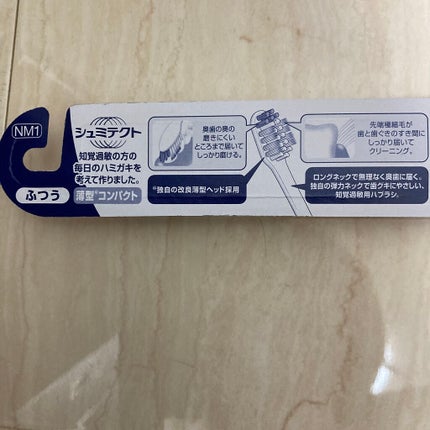 NM1
シュミテクト
知覚過敏の方の
毎日のハミガキを
考えて作りました。
ふつう
薄型*コンパクト
奥歯の奥の
磨きにくい
ところまで届いて
しっかり磨ける。
*独自の改良薄型ヘッド採用
先端極細毛が
歯と歯ぐきのすき間に
しっかり届いて
クリーニング。
ロングネックで無理なく奥歯に届く。
独自の弾力ネックで歯グキにやさしい、
知覚過敏用ハブラシ。